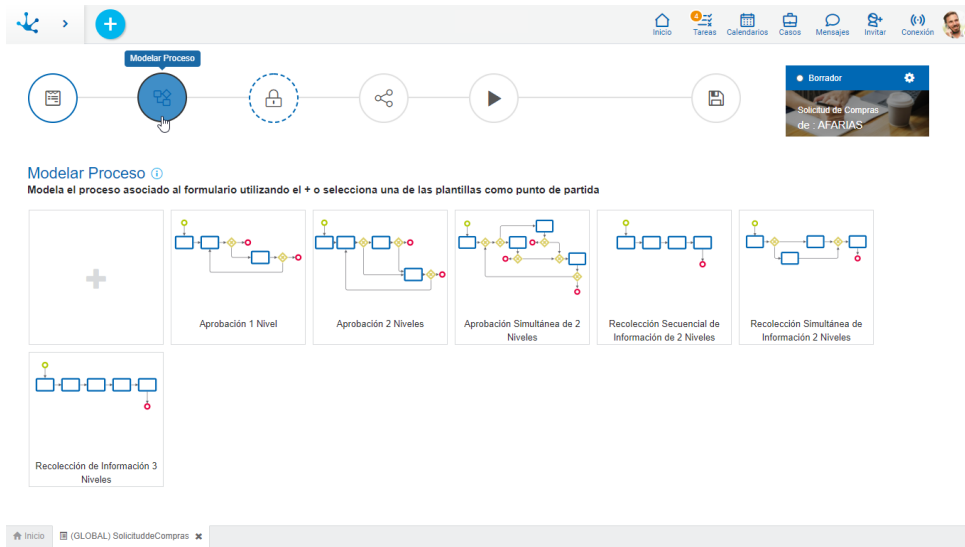 4
Inicio
Tareas
Calendarios
Casos
Mensajes
Invitar
Conexión
Modelar Proceso
Borrador
Solicitud de Compras
de : AFARIAS
Modelar Proceso
Modela el proceso asociado al formulario utilizando el + o selecciona una de las plantillas como punto de partida
Aprobación 1 Nivel
Aprobación 2 Niveles
Aprobación Simultánea de 2
Niveles
Recolección Secuencial de
Información de 2 Niveles
Recolección Simultánea de
Información 2 Niveles
Recolección de Información 3
Niveles
Inicio
(GLOBAL) SolicituddeCompras